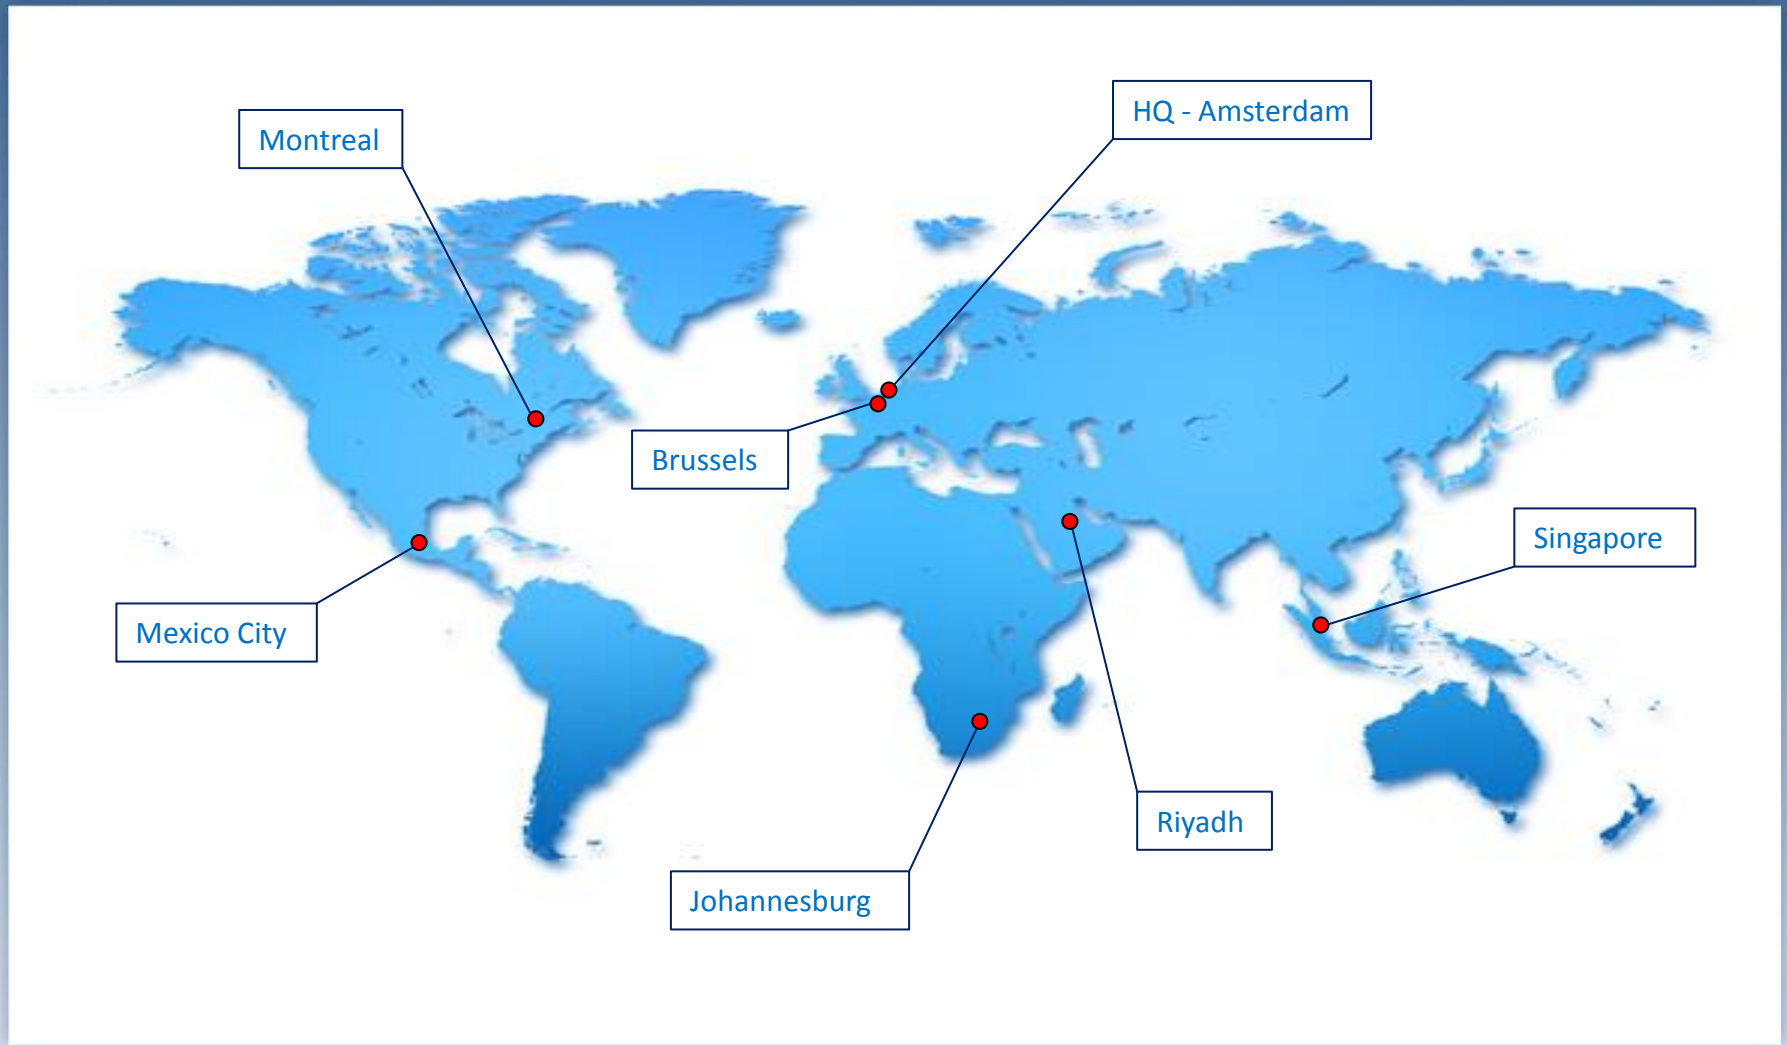 HQ - Amsterdam
Montreal
Brussels
Singapore
Mexico City
Riyadh
Johannesburg